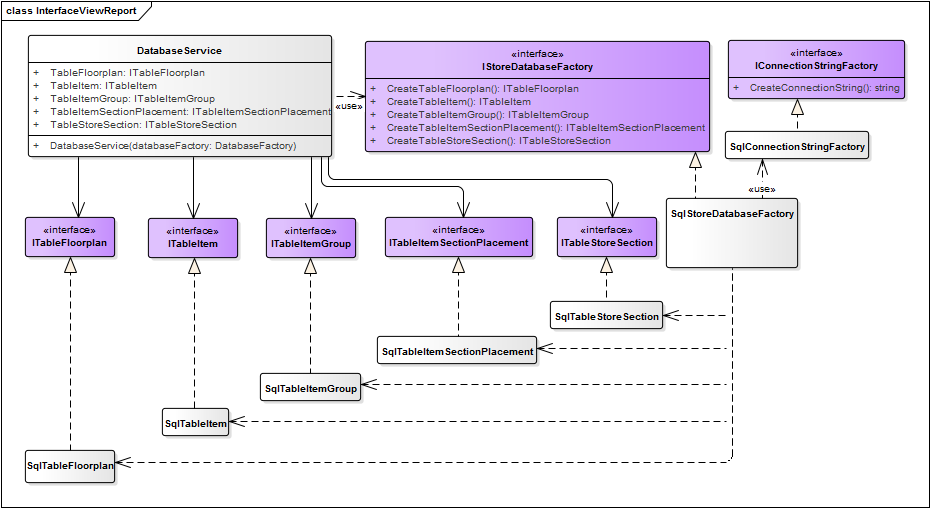 class InterfaceViewReport
DatabaseService
+ TableFloorplan: ITableFloorplan
+ TableItem: ITableItem
+ TableItemGroup: ITableItemGroup
+ TableItemSectionPlacement: ITableItemSectionPlacement
+ TableStoreSection: ITableStoreSection
+ DatabaseService(databaseFactory: DatabaseFactory)
«use»
«interface»
IStoreDatabaseFactory
+ CreateTableFloorplan(): ITableFloorplan
+ CreateTableItem(): ITableItem
+ CreateTableItemGroup(): ITableItemGroup
+ CreateTableItemSectionPlacement(): ITableItemSectionPlacement
+ CreateTableStoreSection(): ITableStoreSection
«interface»
IConnectionStringFactory
+ CreateConnectionString(): string
SqlConnectionStringFactory
«use»
SqlStoreDatabaseFactory
«interface»
ITableFloorplan
«interface»
ITableItem
«interface»
ITableItemGroup
«interface»
ITableItemSectionPlacement
«interface»
ITableStoreSection
SqlTableStoreSection
SqlTableItemSectionPlacement
SqlTableItemGroup
SqlTableItem
SqlTableFloorplan